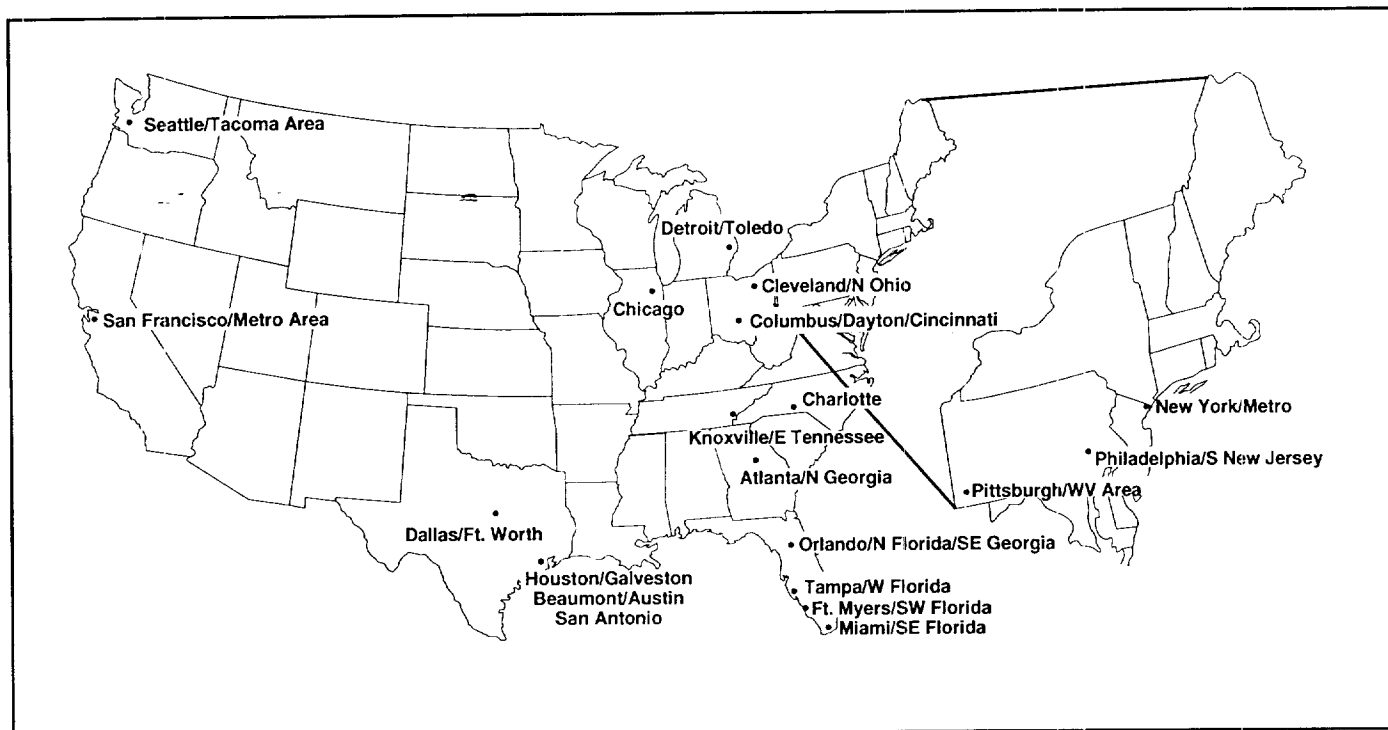 Seattle/Tacoma Area
Detroit/Toledo
Cleveland/N Ohio
Chicago
San Francisco/Metro Area
Columbus/Dayton/Cincinnati
Charlotte
New York/Metro
Knoxville/E Tennessee
Philadelphia/S New Jersey
Atlanta/N Georgia
Pittsburgh/WV Area
Dallas/Ft. Worth
Orlando/N Florida/SE Georgia
Houston/Galveston
Beaumont/Austin
San Antonio
Tampa/W Florida
Ft. Myers/SW Florida
Miami/SE Florida